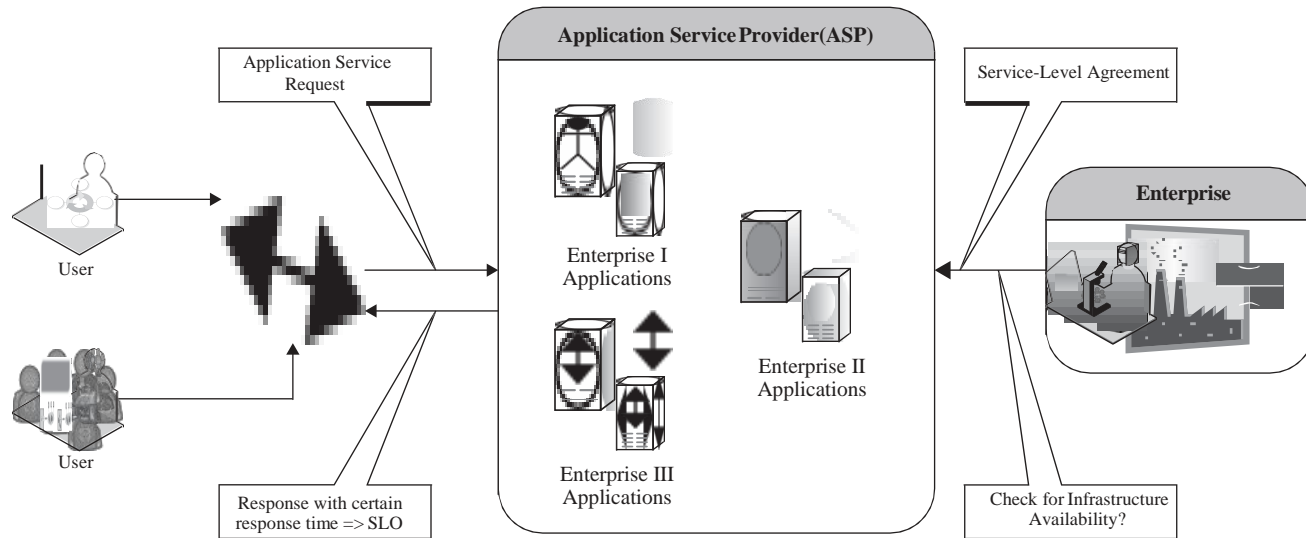 Application Service Provider(ASP)
Application Service
Request
Service-Level Agreement
Enterprise
User
Enterprise I
Applications
Enterprise II
Applications
User
Enterprise III
Applications
Response with certain
response time => SLO
Check for Infrastructure
Availability?